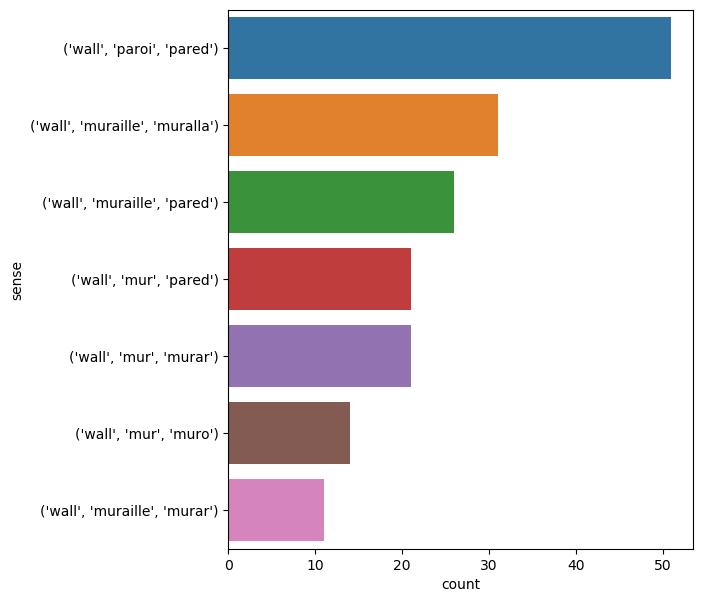 ('wall', 'paroi', 'pared')
('wall', 'muraille', 'muralla')
('wall', 'muraille', 'pared')
('wall', 'mur', 'pared')
('wall', 'mur', 'murar')
('wall', 'mur', 'muro')
('wall', 'muraille', 'murar')
sense
0 10 20 30 40 50
count